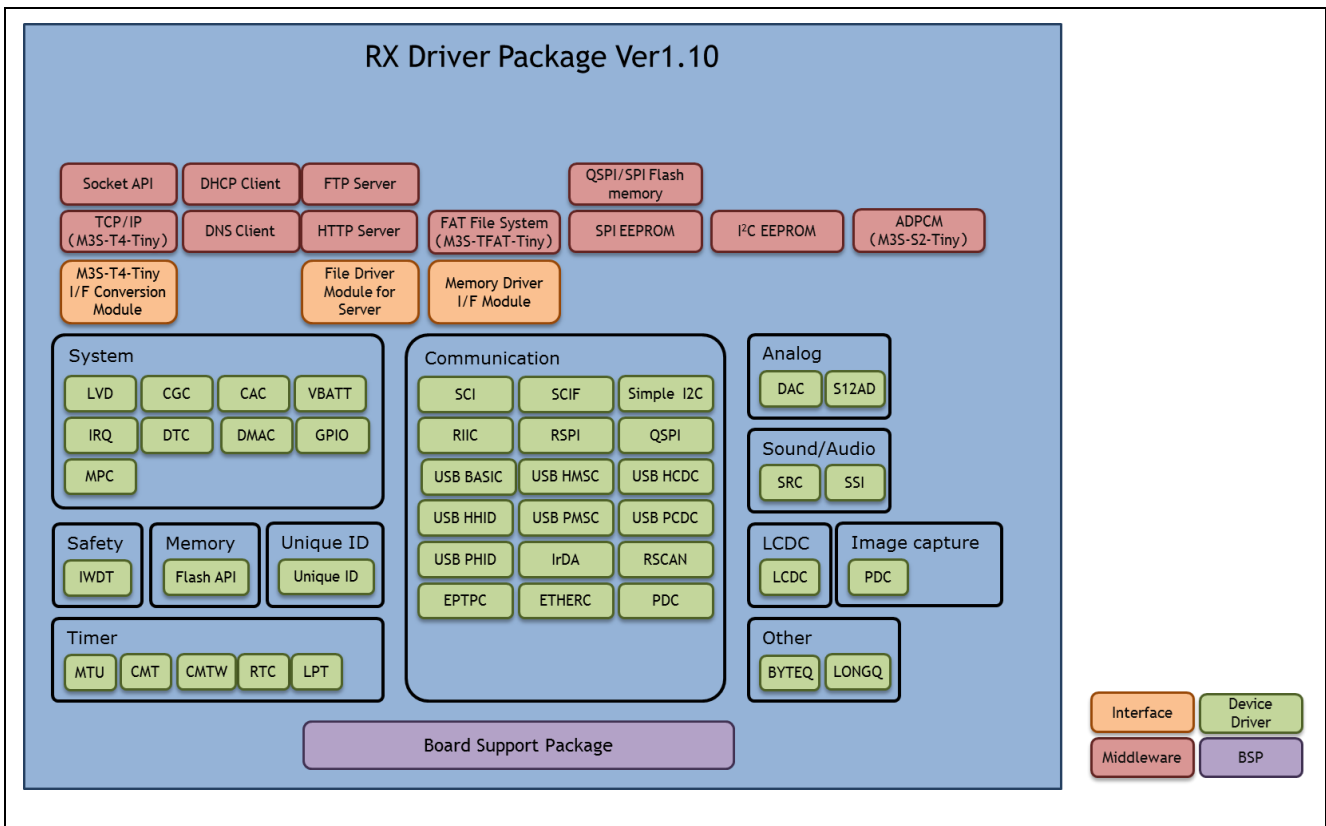 RX Driver Package Ver1.10
Socket API
DHCP Client
FTP Server
QSPI/SPI Flash
memory
TCP/IP
(M3S-T4-Tiny)
DNS Client
HTTP Server
FAT File System
(M3S-TFAT-Tiny)
SPI EEPROM
I²C EEPROM
ADPCM
(M3S-S2-Tiny)
M3S-T4-Tiny
I/F Conversion
Module
File Driver
Module for
Server
Memory Driver
I/F Module
System
LVD
CGC
CAC
VBATT
IRQ
DTC
DMAC
GPIO
MPC
Communication
SCI
SCIF
Simple I2C
RIIC
RSPI
QSPI
USB BASIC
USB HMSC
USB HCDC
USB HHID
USB PMSC
USB PCDC
USB PHID
IrDA
RSCAN
EPTPC
ETHERC
PDC
Analog
DAC
S12AD
Sound/Audio
SRC
SSI
Safety
IWDT
Memory
Flash API
Unique ID
Unique ID
LCDC
LCDC
Image capture
PDC
Timer
MTU
CMT
CMTW
RTC
LPT
Other
BYTEQ
LONGQ
Board Support Package
Interface
Device
Driver
Middleware
BSP